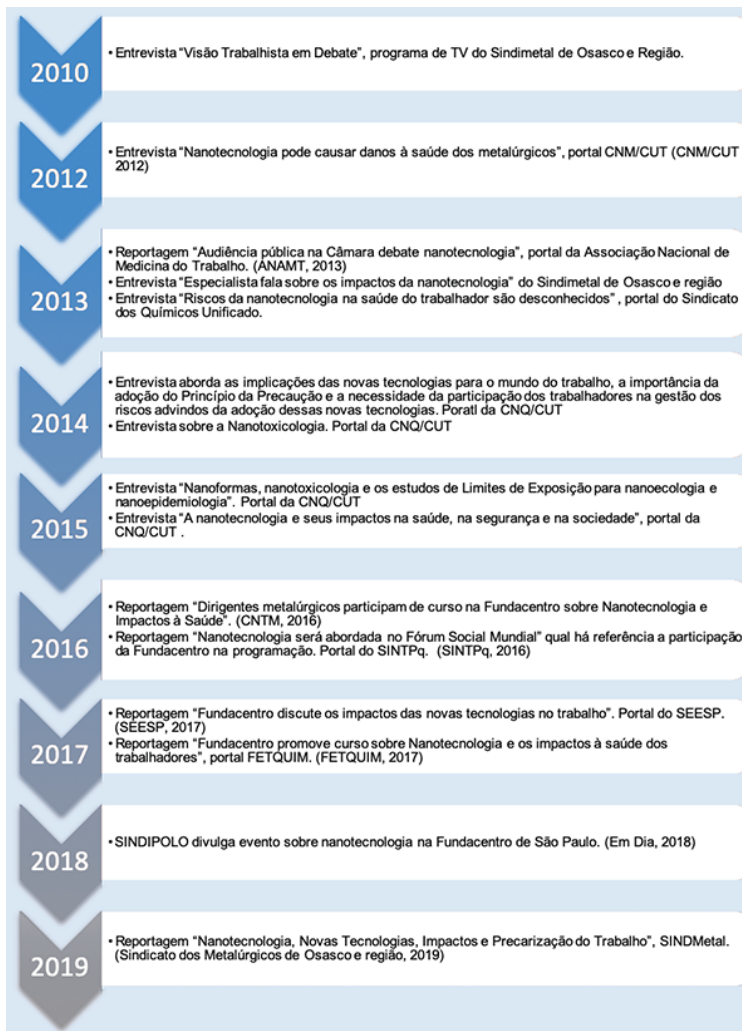 2010
• Entrevista “Visão Trabalhista em Debate”, programa de TV do Sindimetal de Osasco e Região.
2012
• Entrevista “Nanotecnologia pode causar danos à saúde dos metalúrgicos”, portal CNM/CUT (CNM/CUT
2012)
2013
• Reportagem “Audiência pública na Câmara debate nanotecnologia”, portal da Associação Nacional de
Medicina do Trabalho. (ANAMT, 2013)
• Entrevista “Especialista fala sobre os impactos da nanotecnologia” do Sindimetal de Osasco e região
• Entrevista “Riscos da nanotecnologia na saúde do trabalhador são desconhecidos” , portal do Sindicato
dos Químicos Unificado.
2014
• Entrevista aborda as implicações das novas tecnologias para o mundo do trabalho, a importância da
adoção do Princípio da Precaução e a necessidade da participação dos trabalhadores na gestão dos
riscos advindos da adoção dessas novas tecnologias. Poratl da CNQ/CUT
• Entrevista sobre a Nanotoxicologia. Portal da CNQ/CUT
2015
• Entrevista “Nanoformas, nanotoxicologia e os estudos de Limites de Exposição para nanoecologia e
nanoepidemiologia”. Portal da CNQ/CUT
• Entrevista “A nanotecnologia e seus impactos na saúde, na segurança e na sociedade”, portal da
CNQ/CUT .
2016
• Reportagem “Dirigentes metalúrgicos participam de curso na Fundacentro sobre Nanotecnologia e
Impactos à Saúde”. (CNTM, 2016)
• Reportagem “Nanotecnologia será abordada no Fórum Social Mundial” qual há referência a participação
da Fundacentro na programação. Portal do SINTPq. (SINTPq, 2016)
2017
• Reportagem “Fundacentro discute os impactos das novas tecnologias no trabalho”. Portal do SEESP.
(SEESP, 2017)
• Reportagem “Fundacentro promove curso sobre Nanotecnologia e os impactos à saúde dos
trabalhadores”, portal FETQUIM. (FETQUIM, 2017)
2018
• SINDIPOLO divulga evento sobre nanotecnologia na Fundacentro de São Paulo. (Em Dia, 2018)
2019
• Reportagem “Nanotecnologia, Novas Tecnologias, Impactos e Precarização do Trabalho”, SINDMetal.
(Sindicato dos Metalúrgicos de Osasco e região, 2019)